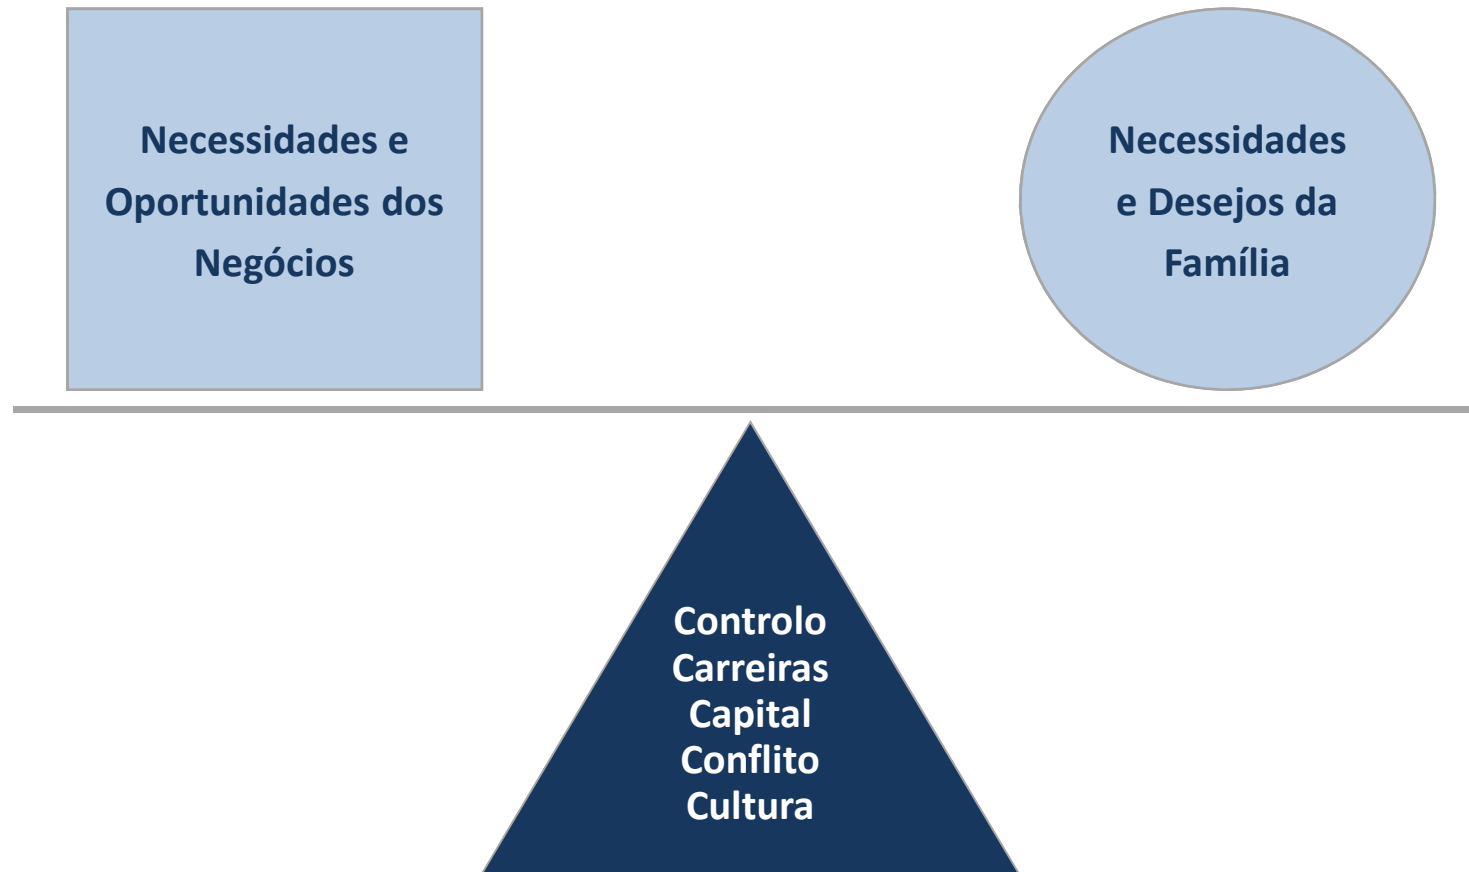 Necessidades e
Oportunidades dos
Negócios
Necessidades
e Desejos da
Família
Controlo
Carreiras
Capital
Conflito
Cultura